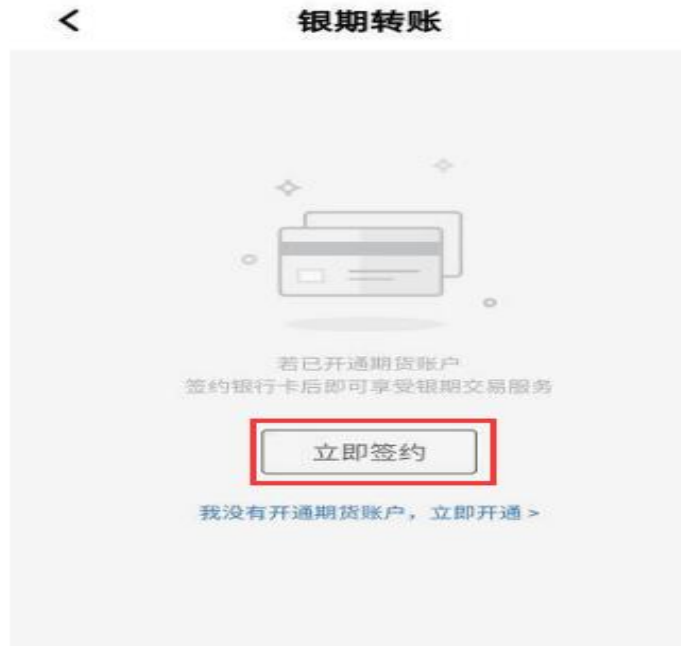 银期转账
若已开通期货账户
签约银行卡后即可享受银期交易服务
立即签约
我没有开通期货账户，立即开通 >